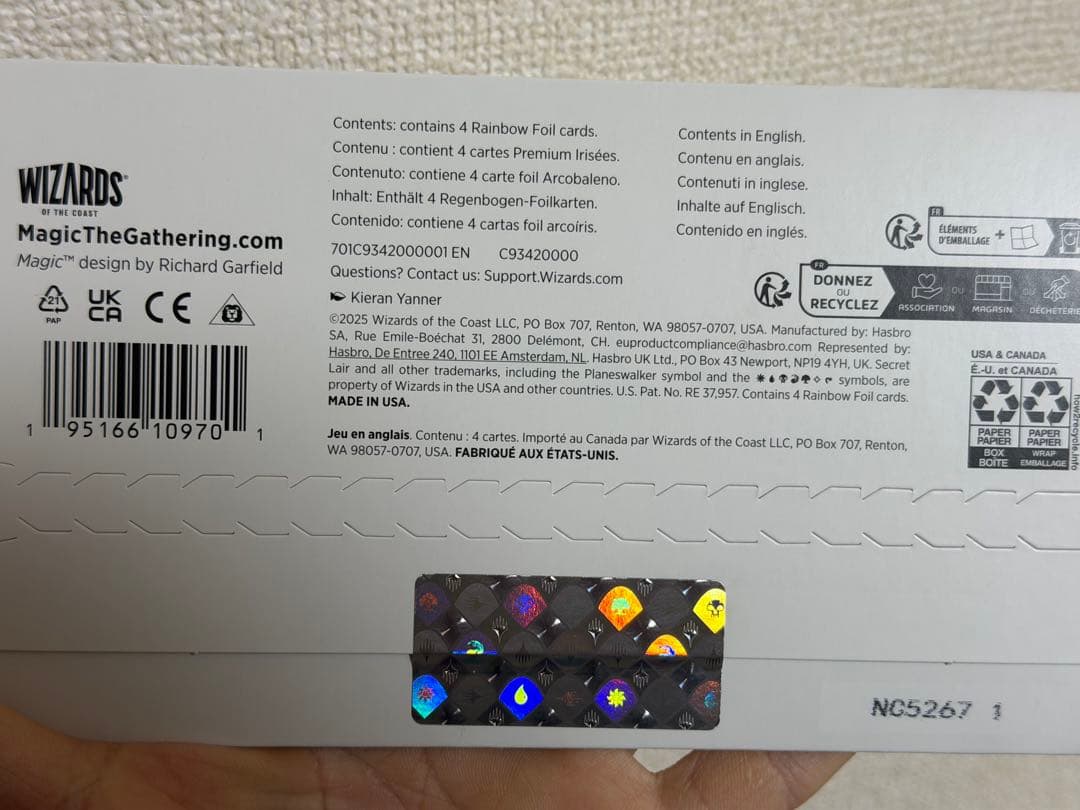 WIZARDS®
OF THE COAST
MagicTheGathering.com
Magic™ design by Richard Garfield
21
PAP
UK
CA
CE
1 95166 10970 1
Contents: contains 4 Rainbow Foil cards.
Contenu : contient 4 cartes Premium Irisées.
Contenuto: contiene 4 carte foil Arcobaleno.
Inhalt: Enthält 4 Regenbogen-Foilkarten.
Contenido: contiene 4 cartas foil arcoíris.
701C9342000001 EN C93420000
Questions? Contact us: Support.Wizards.com
Kieran Yanner
©2025 Wizards of the Coast LLC, PO Box 707, Renton, WA 98057-0707, USA. Manufactured by: Hasbro
SA, Rue Emile-Boéchat 31, 2800 Delémont, CH. euproductcompliance@hasbro.com Represented by:
Hasbro, De Entree 240, 1101 EE Amsterdam, NL. Hasbro UK Ltd., PO Box 43 Newport, NP19 4YH, UK. Secret
Lair and all other trademarks, including the Planeswalker symbol and the symbols, are
property of Wizards in the USA and other countries. U.S. Pat. No. RE 37,957. Contains 4 Rainbow Foil cards.
MADE IN USA.
Jeu en anglais. Contenu : 4 cartes. Importé au Canada par Wizards of the Coast LLC, PO Box 707, Renton,
WA 98057-0707, USA. FABRIQUÉ AUX ÉTATS-UNIS.
Contents in English.
Contenu en anglais.
Contenuti in inglese.
Inhalte auf Englisch.
Contenido en inglés.
FR
ÉLÉMENTS
D'EMBALLAGE +
FR
DONNEZ
OU
RECYCLEZ
ASSOCIATION
OU
MAGASIN
OU
DÉCHÈTERIE
USA & CANADA
É.-U. et CANADA
PAPER
PAPIER
BOX
BOÎTE
PAPER
PAPIER
WRAP
EMBALLAGE
how2recycle.info
NG5267